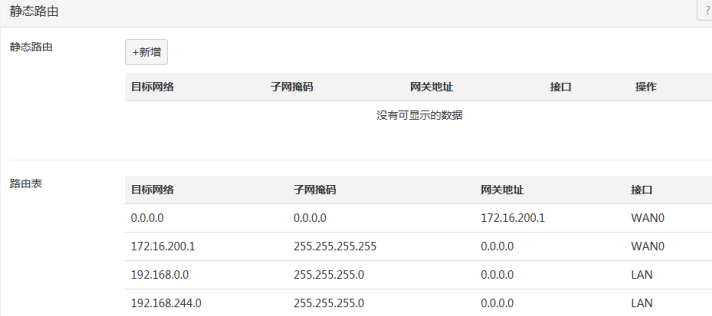 静态路由 ?
静态路由 +新增
目标网络 子网掩码 网关地址 接口 操作
没有可显示的数据
路由表
目标网络 子网掩码 网关地址 接口
0.0.0.0 0.0.0.0 172.16.200.1 WAN0
172.16.200.1 255.255.255.255 0.0.0.0 WAN0
192.168.0.0 255.255.255.0 0.0.0.0 LAN
192.168.244.0 255.255.255.0 0.0.0.0 LAN